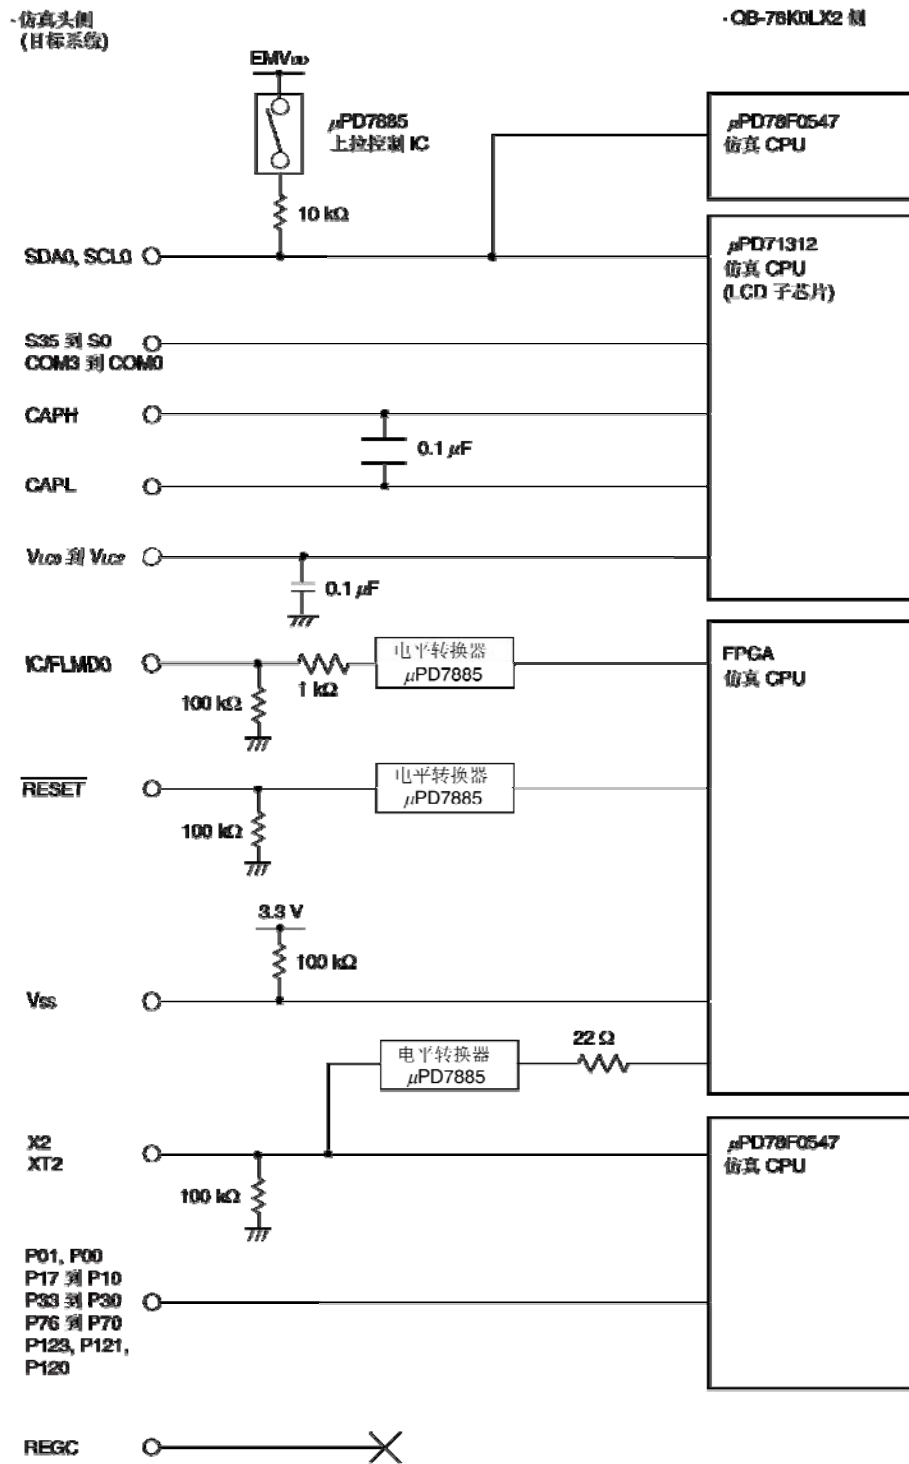 ·仿真头侧
(目标系统)
·QB-78K0LX2 侧
EMVDD
μPD7885
上拉控制 IC
μPD78F0547
仿真 CPU
10 kΩ
SDA0, SCL0
μPD71312
仿真 CPU
(LCD 子芯片)
S35 到 S0
COM3 到 COM0
CAPH
0.1 μF
CAPL
VLC0 到 VLC2
0.1 μF
IC/FLMD0
电平转换器
μPD7885
FPGA
仿真 CPU
1 kΩ
100 kΩ
RESET
电平转换器
μPD7885
100 kΩ
3.3 V
100 kΩ
VSS
22 Ω
电平转换器
μPD7885
X2
XT2
μPD78F0547
仿真 CPU
100 kΩ
P01, P00
P17 到 P10
P33 到 P30
P76 到 P70
P123, P121,
P120
REGC